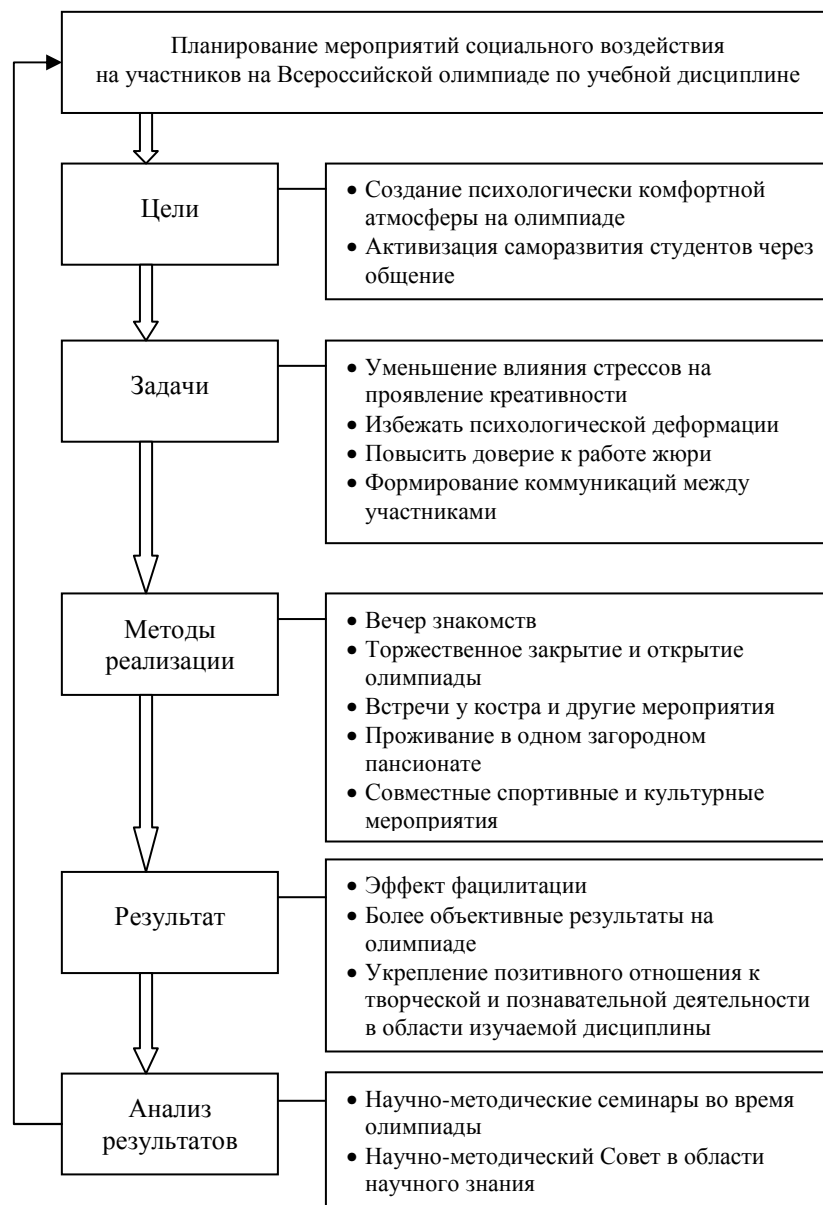 Планирование мероприятий социального воздействия
на участников на Всероссийской олимпиаде по учебной дисциплине
Цели
• Создание психологически комфортной
атмосферы на олимпиаде
• Активизация саморазвития студентов через
общение
Задачи
• Уменьшение влияния стрессов на
проявление креативности
• Избежать психологической деформации
• Повысить доверие к работе жюри
• Формирование коммуникаций между
участниками
Методы
реализации
• Вечер знакомств
• Торжественное закрытие и открытие
олимпиады
• Встречи у костра и другие мероприятия
• Проживание в одном загородном
пансионате
• Совместные спортивные и культурные
мероприятия
Результат
• Эффект фацилитации
• Более объективные результаты на
олимпиаде
• Укрепление позитивного отношения к
творческой и познавательной деятельности
в области изучаемой дисциплины
Анализ
результатов
• Научно-методические семинары во время
олимпиады
• Научно-методический Совет в области
научного знания